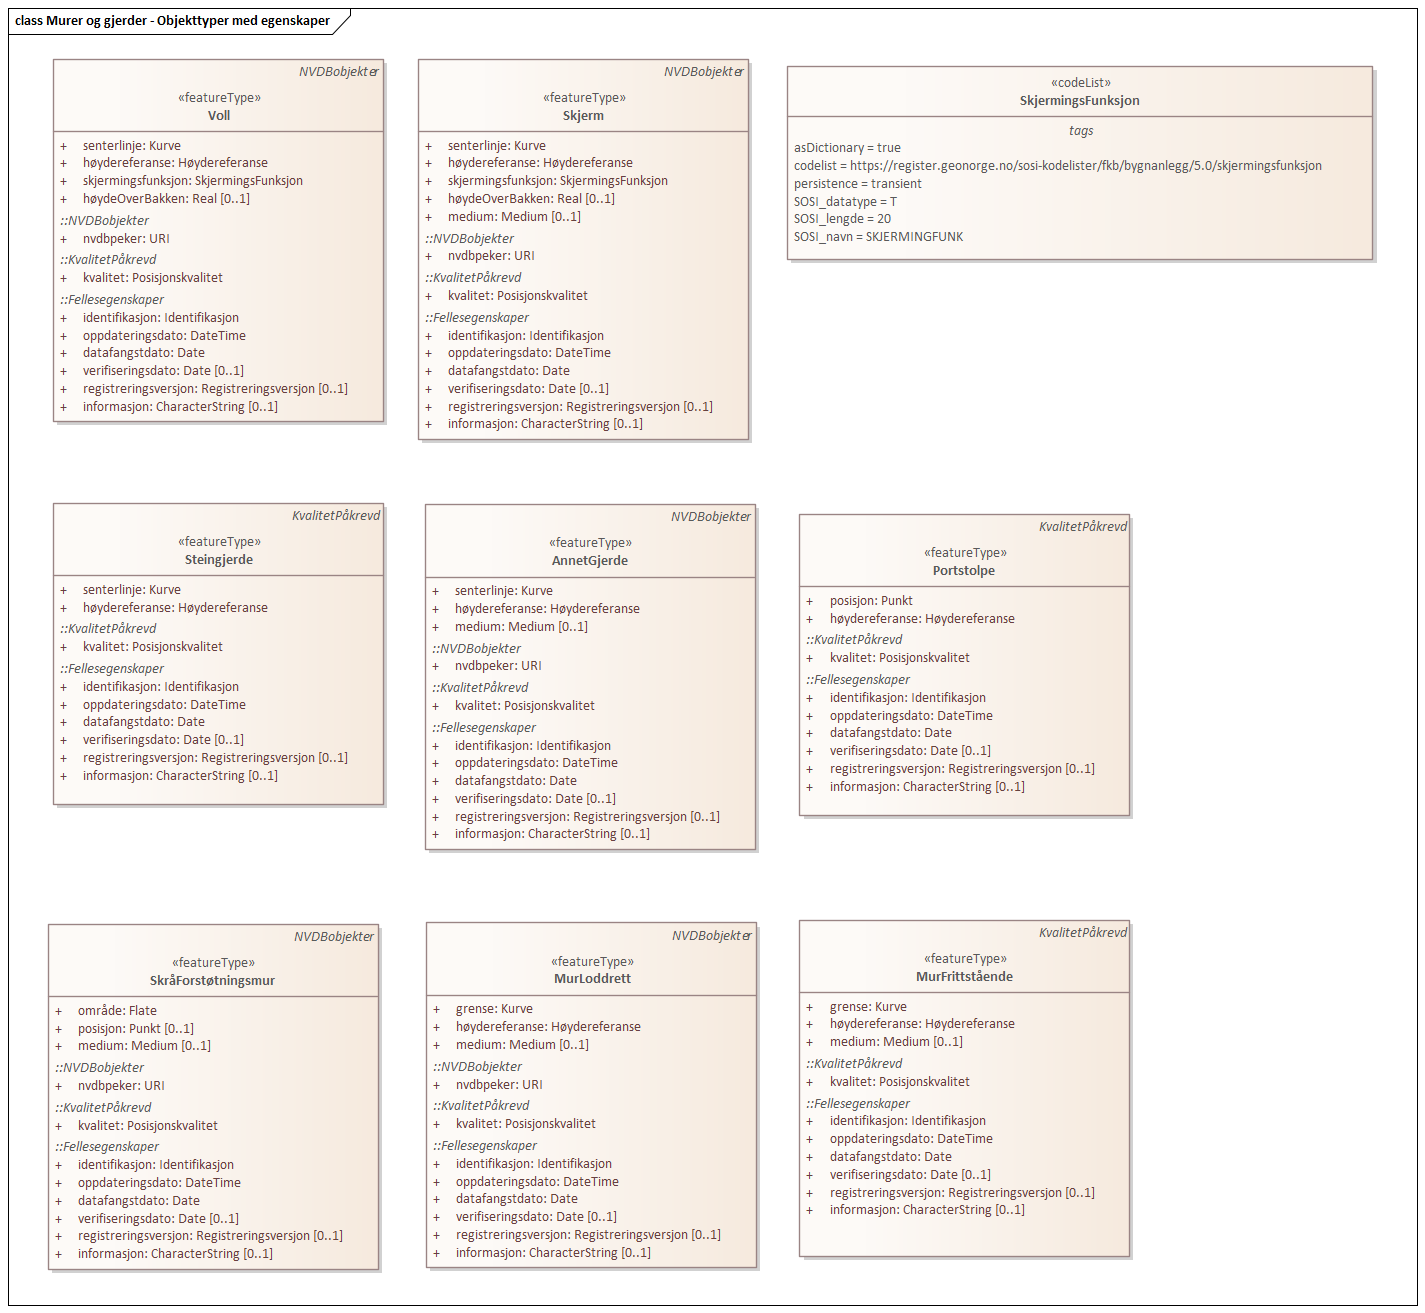 class Murer og gjerder - Objekttyper med egenskaper
NVDBobjekter
«featureType»
Voll
+ senterlinje: Kurve
+ høydereferanse: Høydereferanse
+ skjermingsfunksjon: SkjermingsFunksjon
+ høydeOverBakken: Real [0..1]
::NVDBobjekter
+ nvdbpeker: URI
::KvalitetPåkrevd
+ kvalitet: Posisjonskvalitet
::Fellesegenskaper
+ identifikasjon: Identifikasjon
+ oppdateringsdato: DateTime
+ datafangstdato: Date
+ verifiseringsdato: Date [0..1]
+ registreringsversjon: Registreringsversjon [0..1]
+ informasjon: CharacterString [0..1]
NVDBobjekter
«featureType»
Skjerm
+ senterlinje: Kurve
+ høydereferanse: Høydereferanse
+ skjermingsfunksjon: SkjermingsFunksjon
+ høydeOverBakken: Real [0..1]
+ medium: Medium [0..1]
::NVDBobjekter
+ nvdbpeker: URI
::KvalitetPåkrevd
+ kvalitet: Posisjonskvalitet
::Fellesegenskaper
+ identifikasjon: Identifikasjon
+ oppdateringsdato: DateTime
+ datafangstdato: Date
+ verifiseringsdato: Date [0..1]
+ registreringsversjon: Registreringsversjon [0..1]
+ informasjon: CharacterString [0..1]
«codeList»
SkjermingsFunksjon
tags
asDictionary = true
codelist = https://register.geonorge.no/sosi-kodelister/fkb/bygnanlegg/5.0/skjermingsfunksjon
persistence = transient
SOSI_datatype = T
SOSI_lengde = 20
SOSI_navn = SKJERMINGFUNK
KvalitetPåkrevd
«featureType»
Steingjerde
+ senterlinje: Kurve
+ høydereferanse: Høydereferanse
::KvalitetPåkrevd
+ kvalitet: Posisjonskvalitet
::Fellesegenskaper
+ identifikasjon: Identifikasjon
+ oppdateringsdato: DateTime
+ datafangstdato: Date
+ verifiseringsdato: Date [0..1]
+ registreringsversjon: Registreringsversjon [0..1]
+ informasjon: CharacterString [0..1]
NVDBobjekter
«featureType»
AnnetGjerde
+ senterlinje: Kurve
+ høydereferanse: Høydereferanse
+ medium: Medium [0..1]
::NVDBobjekter
+ nvdbpeker: URI
::KvalitetPåkrevd
+ kvalitet: Posisjonskvalitet
::Fellesegenskaper
+ identifikasjon: Identifikasjon
+ oppdateringsdato: DateTime
+ datafangstdato: Date
+ verifiseringsdato: Date [0..1]
+ registreringsversjon: Registreringsversjon [0..1]
+ informasjon: CharacterString [0..1]
KvalitetPåkrevd
«featureType»
Portstolpe
+ posisjon: Punkt
+ høydereferanse: Høydereferanse
::KvalitetPåkrevd
+ kvalitet: Posisjonskvalitet
::Fellesegenskaper
+ identifikasjon: Identifikasjon
+ oppdateringsdato: DateTime
+ datafangstdato: Date
+ verifiseringsdato: Date [0..1]
+ registreringsversjon: Registreringsversjon [0..1]
+ informasjon: CharacterString [0..1]
NVDBobjekter
«featureType»
SkråForstøtningsmur
+ område: Flate
+ posisjon: Punkt [0..1]
+ medium: Medium [0..1]
::NVDBobjekter
+ nvdbpeker: URI
::KvalitetPåkrevd
+ kvalitet: Posisjonskvalitet
::Fellesegenskaper
+ identifikasjon: Identifikasjon
+ oppdateringsdato: DateTime
+ datafangstdato: Date
+ verifiseringsdato: Date [0..1]
+ registreringsversjon: Registreringsversjon [0..1]
+ informasjon: CharacterString [0..1]
NVDBobjekter
«featureType»
MurLoddrett
+ grense: Kurve
+ høydereferanse: Høydereferanse
+ medium: Medium [0..1]
::NVDBobjekter
+ nvdbpeker: URI
::KvalitetPåkrevd
+ kvalitet: Posisjonskvalitet
::Fellesegenskaper
+ identifikasjon: Identifikasjon
+ oppdateringsdato: DateTime
+ datafangstdato: Date
+ verifiseringsdato: Date [0..1]
+ registreringsversjon: Registreringsversjon [0..1]
+ informasjon: CharacterString [0..1]
KvalitetPåkrevd
«featureType»
MurFrittstående
+ grense: Kurve
+ høydereferanse: Høydereferanse
+ medium: Medium [0..1]
::KvalitetPåkrevd
+ kvalitet: Posisjonskvalitet
::Fellesegenskaper
+ identifikasjon: Identifikasjon
+ oppdateringsdato: DateTime
+ datafangstdato: Date
+ verifiseringsdato: Date [0..1]
+ registreringsversjon: Registreringsversjon [0..1]
+ informasjon: CharacterString [0..1]